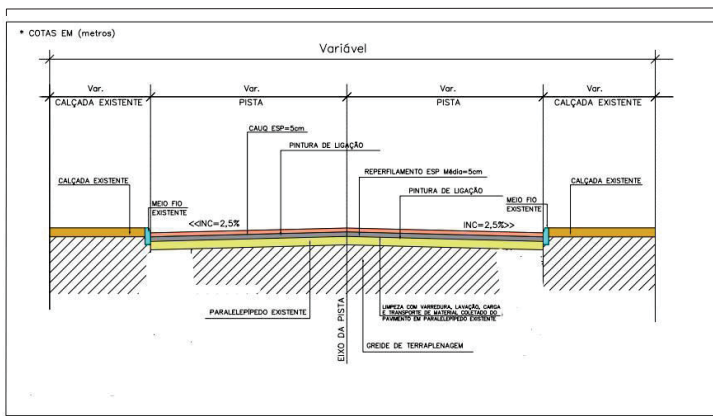 * COTAS EM (metros)
Variável
Var.
Var.
Var.
Var.
CALÇADA EXISTENTE
PISTA
PISTA
CALÇADA EXISTENTE
CAUQ ESP=5cm
PINTURA DE LIGAÇÃO
REPERFILAMENTO ESP Média=5cm
CALÇADA EXISTENTE
CALÇADA EXISTENTE
PINTURA DE LIGAÇÃO
MEIO FIO
EXISTENTE
MEIO FIO
EXISTENTE
<<INC=2,5%
INC=2,5%>>
PARALELEPÍPEDO EXISTENTE
LIMPEZA COM VARREDURA, LAVAÇÃO, CARGA
E TRANSPORTE DE MATERIAL COLETADO DO
PAVIMENTO EM PARALELEPÍPEDO EXISTENTE
EIXO DA PISTA
GREIDE DE TERRAPLENAGEM